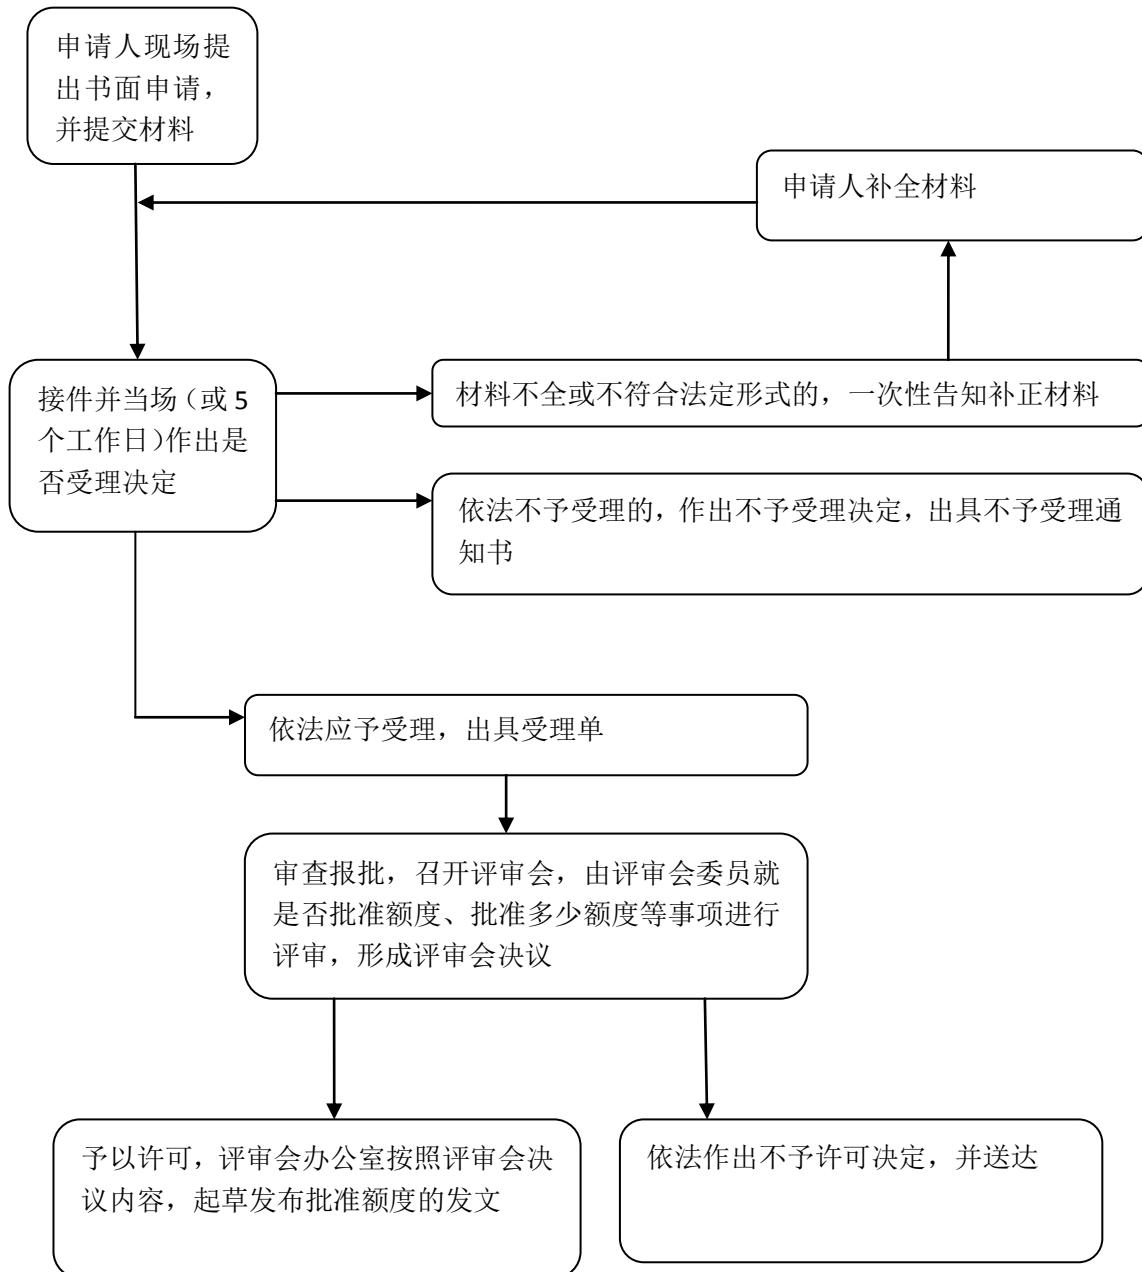 申请人现场提
出书面申请，
并提交材料
申请人补全材料
接件并当场（或5
个工作日）作出是
否受理决定
材料不全或不符合法定形式的，一次性告知补正材料
依法不予受理的，作出不予受理决定，出具不予受理通
知书
依法应予受理，出具受理单
审查报批，召开评审会，由评审会委员就
是否批准额度、批准多少额度等事项进行
评审，形成评审会决议
予以许可，评审会办公室按照评审会决
议内容，起草发布批准额度的发文
依法作出不予许可决定，并送达